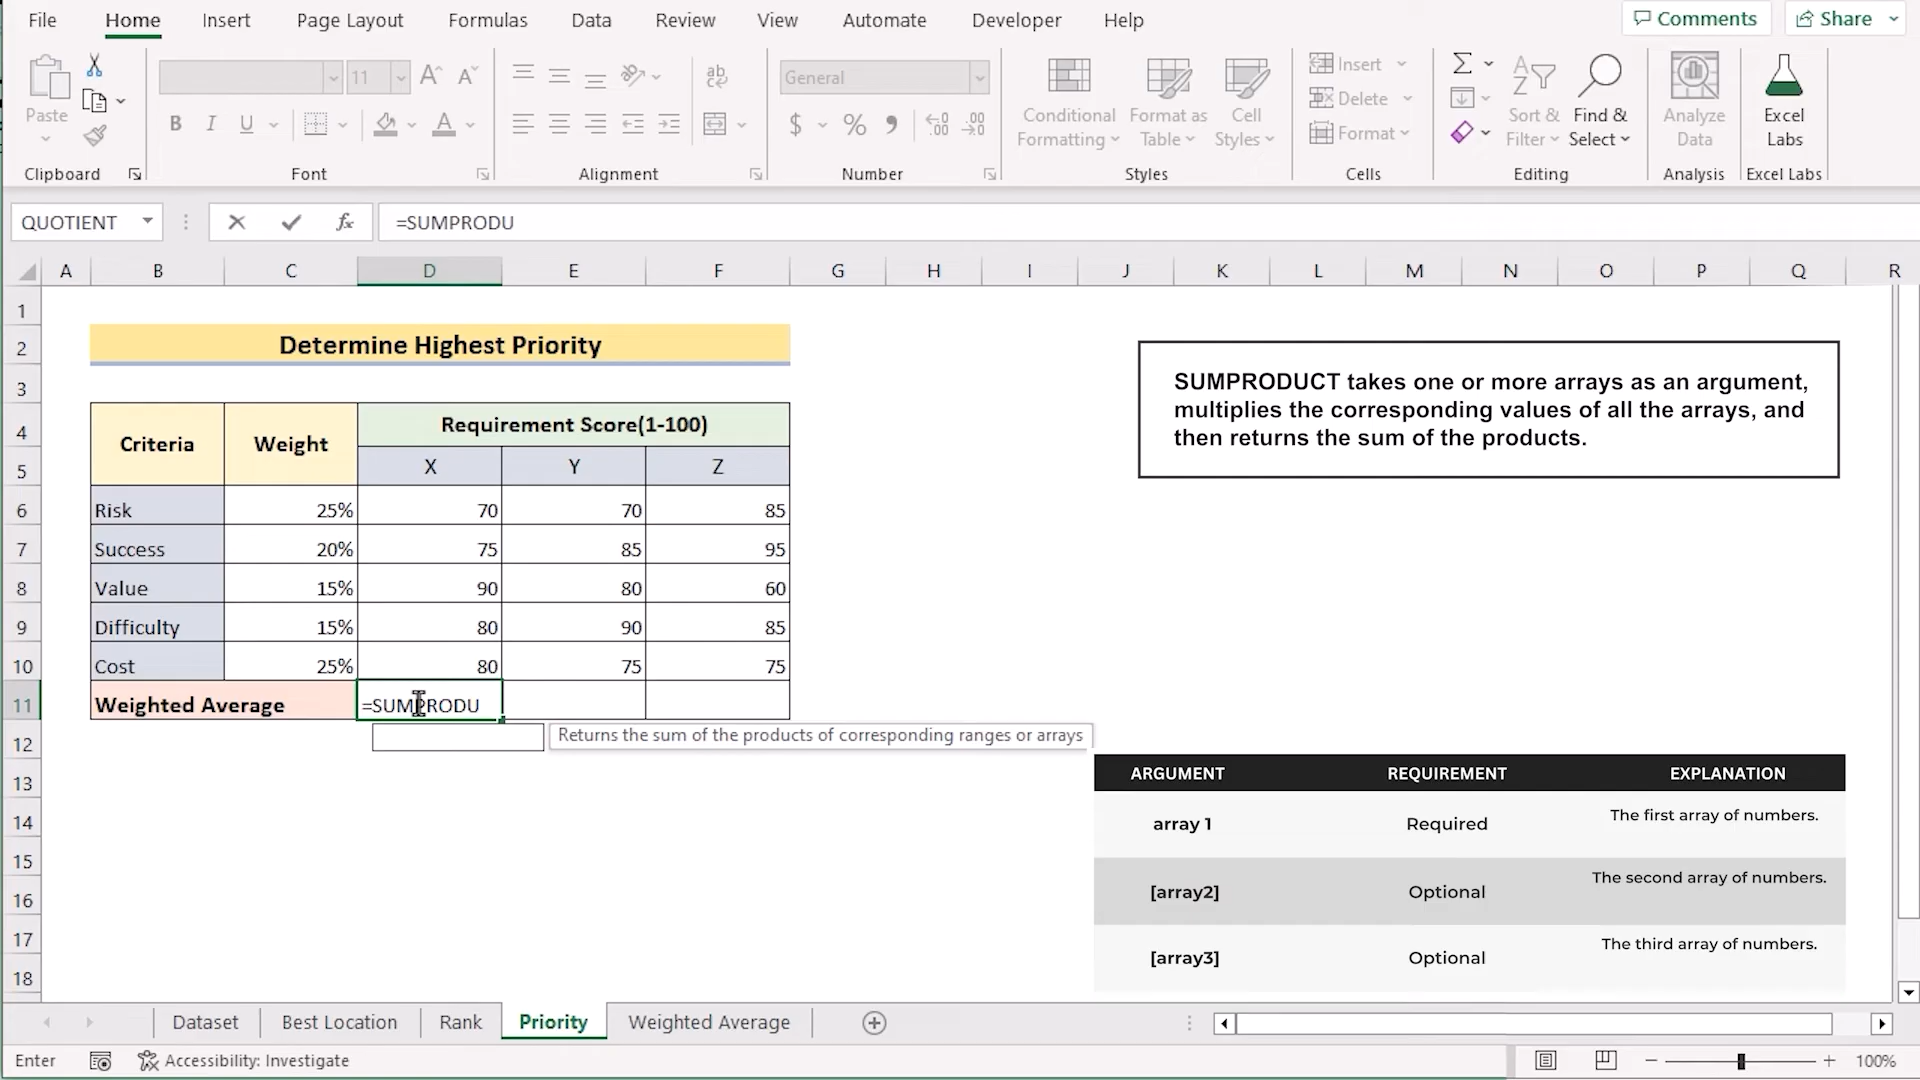 File Home Insert Page Layout Formulas Data Review View Automate Developer Help Comments Share
Paste
Clipboard
11
B I U
Font
ab
Alignment
General
$ % 9
Number
Conditional Formatting
Format as Table
Cell Styles
Styles
Insert
Delete
Format
Cells
Sort & Filter
Find & Select
Editing
Analyze Data
Analysis
Excel Labs
Excel Labs
QUOTIENT fx =SUMPRODU
A B C D E F G H I J K L M N O P Q R
1
2 Determine Highest Priority
3
4 Criteria Weight Requirement Score(1-100)
5 X Y Z
6 Risk 25% 70 70 85
7 Success 20% 75 85 95
8 Value 15% 90 80 60
9 Difficulty 15% 80 90 85
10 Cost 25% 80 75 75
11 Weighted Average =SUMPRODU
12 Returns the sum of the products of corresponding ranges or arrays
13
14
15
16
17
18
SUMPRODUCT takes one or more arrays as an argument,
multiplies the corresponding values of all the arrays, and
then returns the sum of the products.
ARGUMENT REQUIREMENT EXPLANATION
array 1 Required The first array of numbers.
[array2] Optional The second array of numbers.
[array3] Optional The third array of numbers.
Dataset Best Location Rank Priority Weighted Average
Enter Accessibility: Investigate 100%